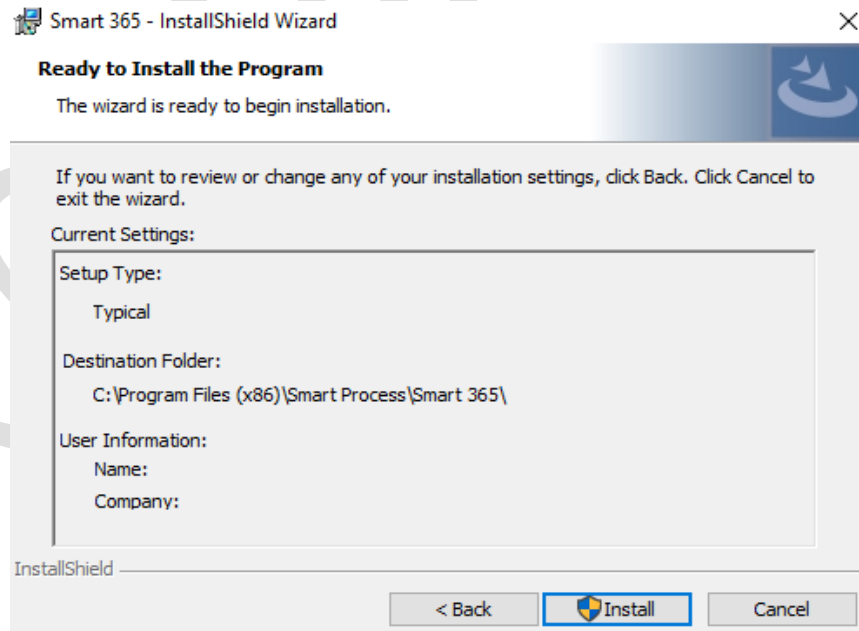 Smart 365 - InstallShield Wizard
Ready to Install the Program
The wizard is ready to begin installation.
If you want to review or change any of your installation settings, click Back. Click Cancel to
exit the wizard.
Current Settings:
Setup Type:
Typical
Destination Folder:
C:\Program Files (x86)\Smart Process\Smart 365\
User Information:
Name:
Company:
InstallShield
< Back
Install
Cancel